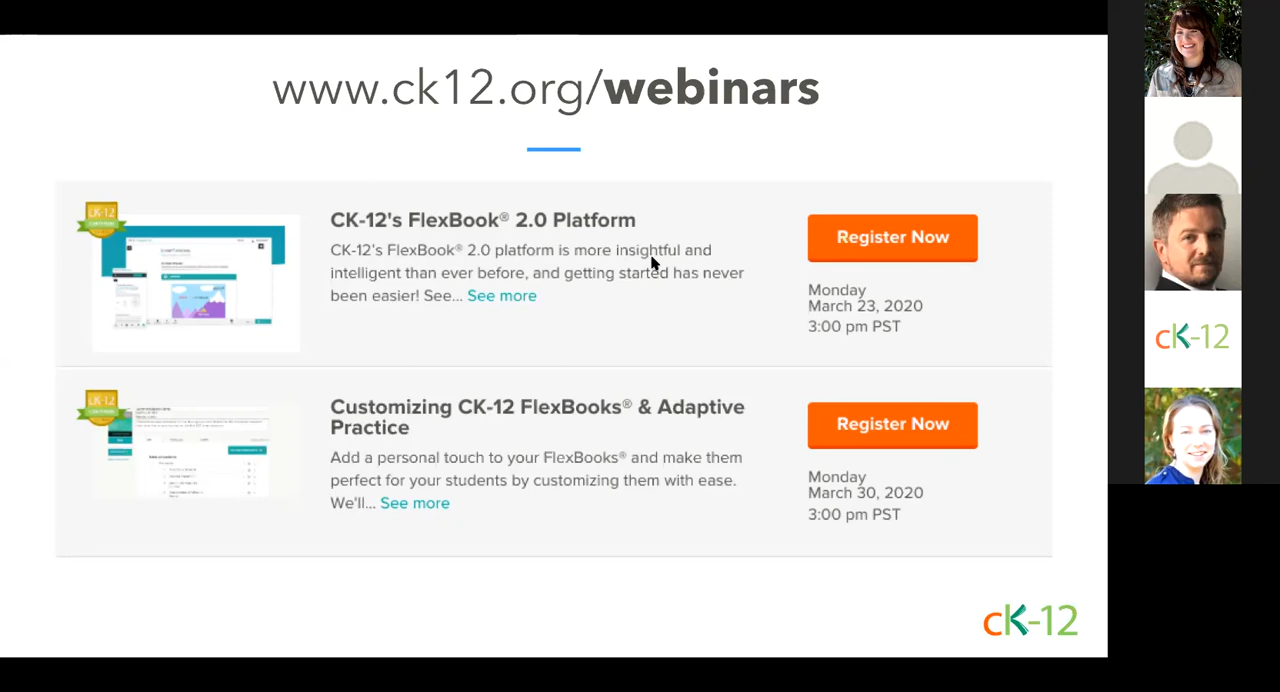 www.ck12.org/webinars
CK-12
CK-12's FlexBook® 2.0 Platform
CK-12's FlexBook® 2.0 platform is more insightful and
intelligent than ever before, and getting started has never
been easier! See... See more
Register Now
Monday
March 23, 2020
3:00 pm PST
CK-12
Customizing CK-12 FlexBooks® & Adaptive
Practice
Add a personal touch to your FlexBooks® and make them
perfect for your students by customizing them with ease.
We'll... See more
Register Now
Monday
March 30, 2020
3:00 pm PST
cK-12
cK-12